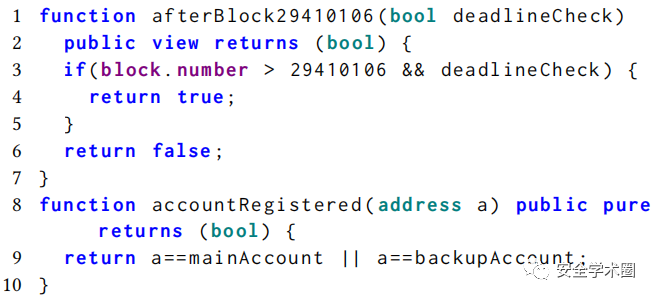 1 function afterBlock29410106(bool deadlineCheck)
2 public view returns (bool) {
3 if(block.number > 29410106 && deadlineCheck) {
4 return true;
5 }
6 return false;
7 }
8 function accountRegistered(address a) public pure
returns (bool) {
9 return a==mainAccount || a==backupAccount;
10 }
安全学术圈